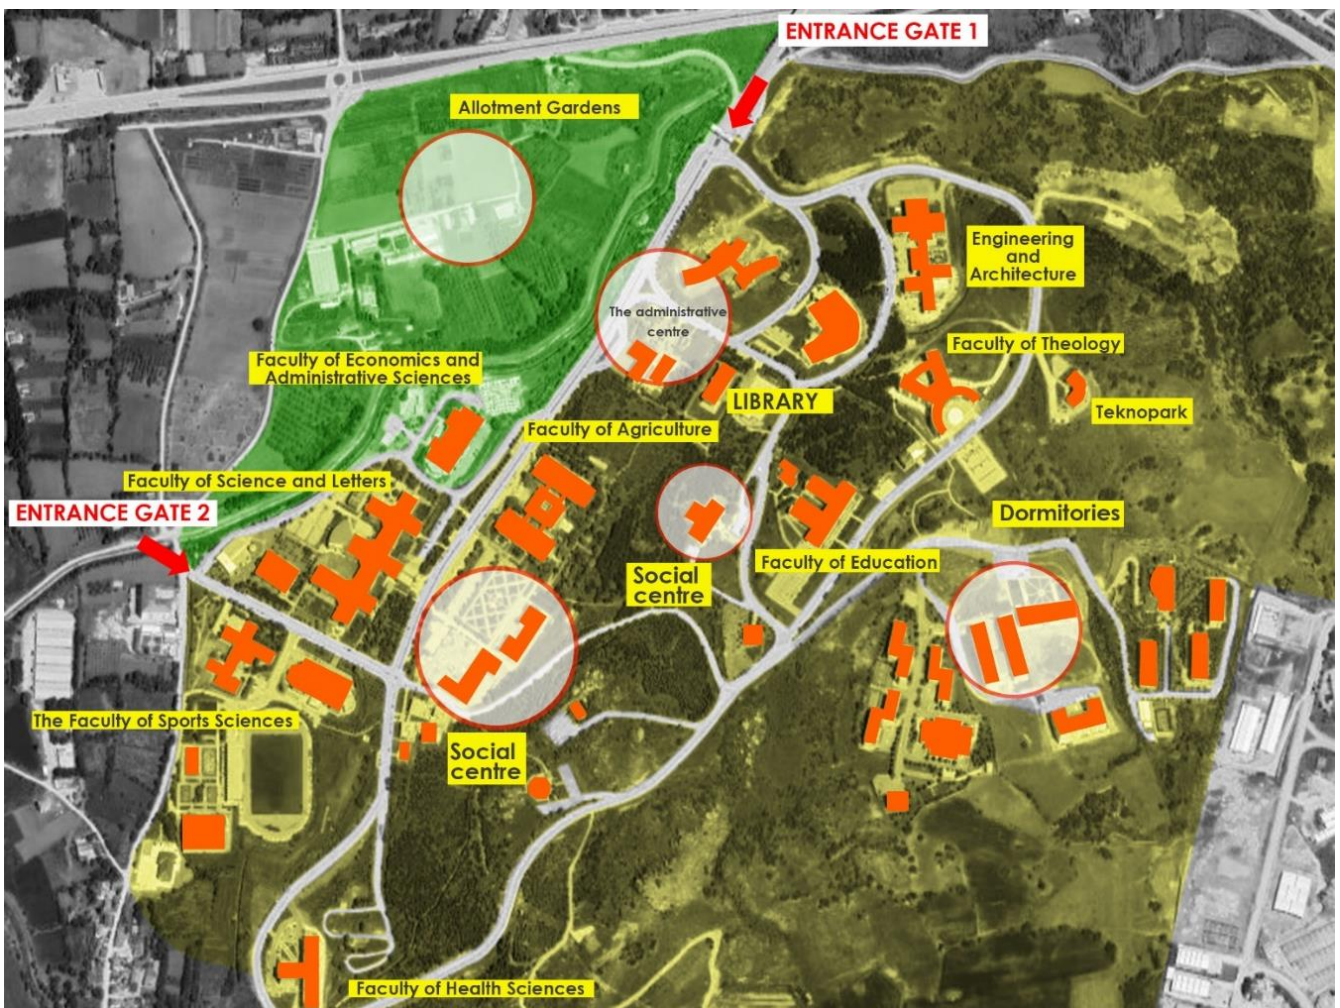 ENTRANCE GATE 1
Allotment Gardens
Engineering
and
Architecture
The administrative
centre
Faculty of Theology
Faculty of Economics and
Administrative Sciences
LIBRARY
Teknopark
Faculty of Agriculture
Faculty of Science and Letters
ENTRANCE GATE 2
Dormitories
Faculty of Education
Social
centre
The Faculty of Sports Sciences
Social
centre
Faculty of Health Sciences